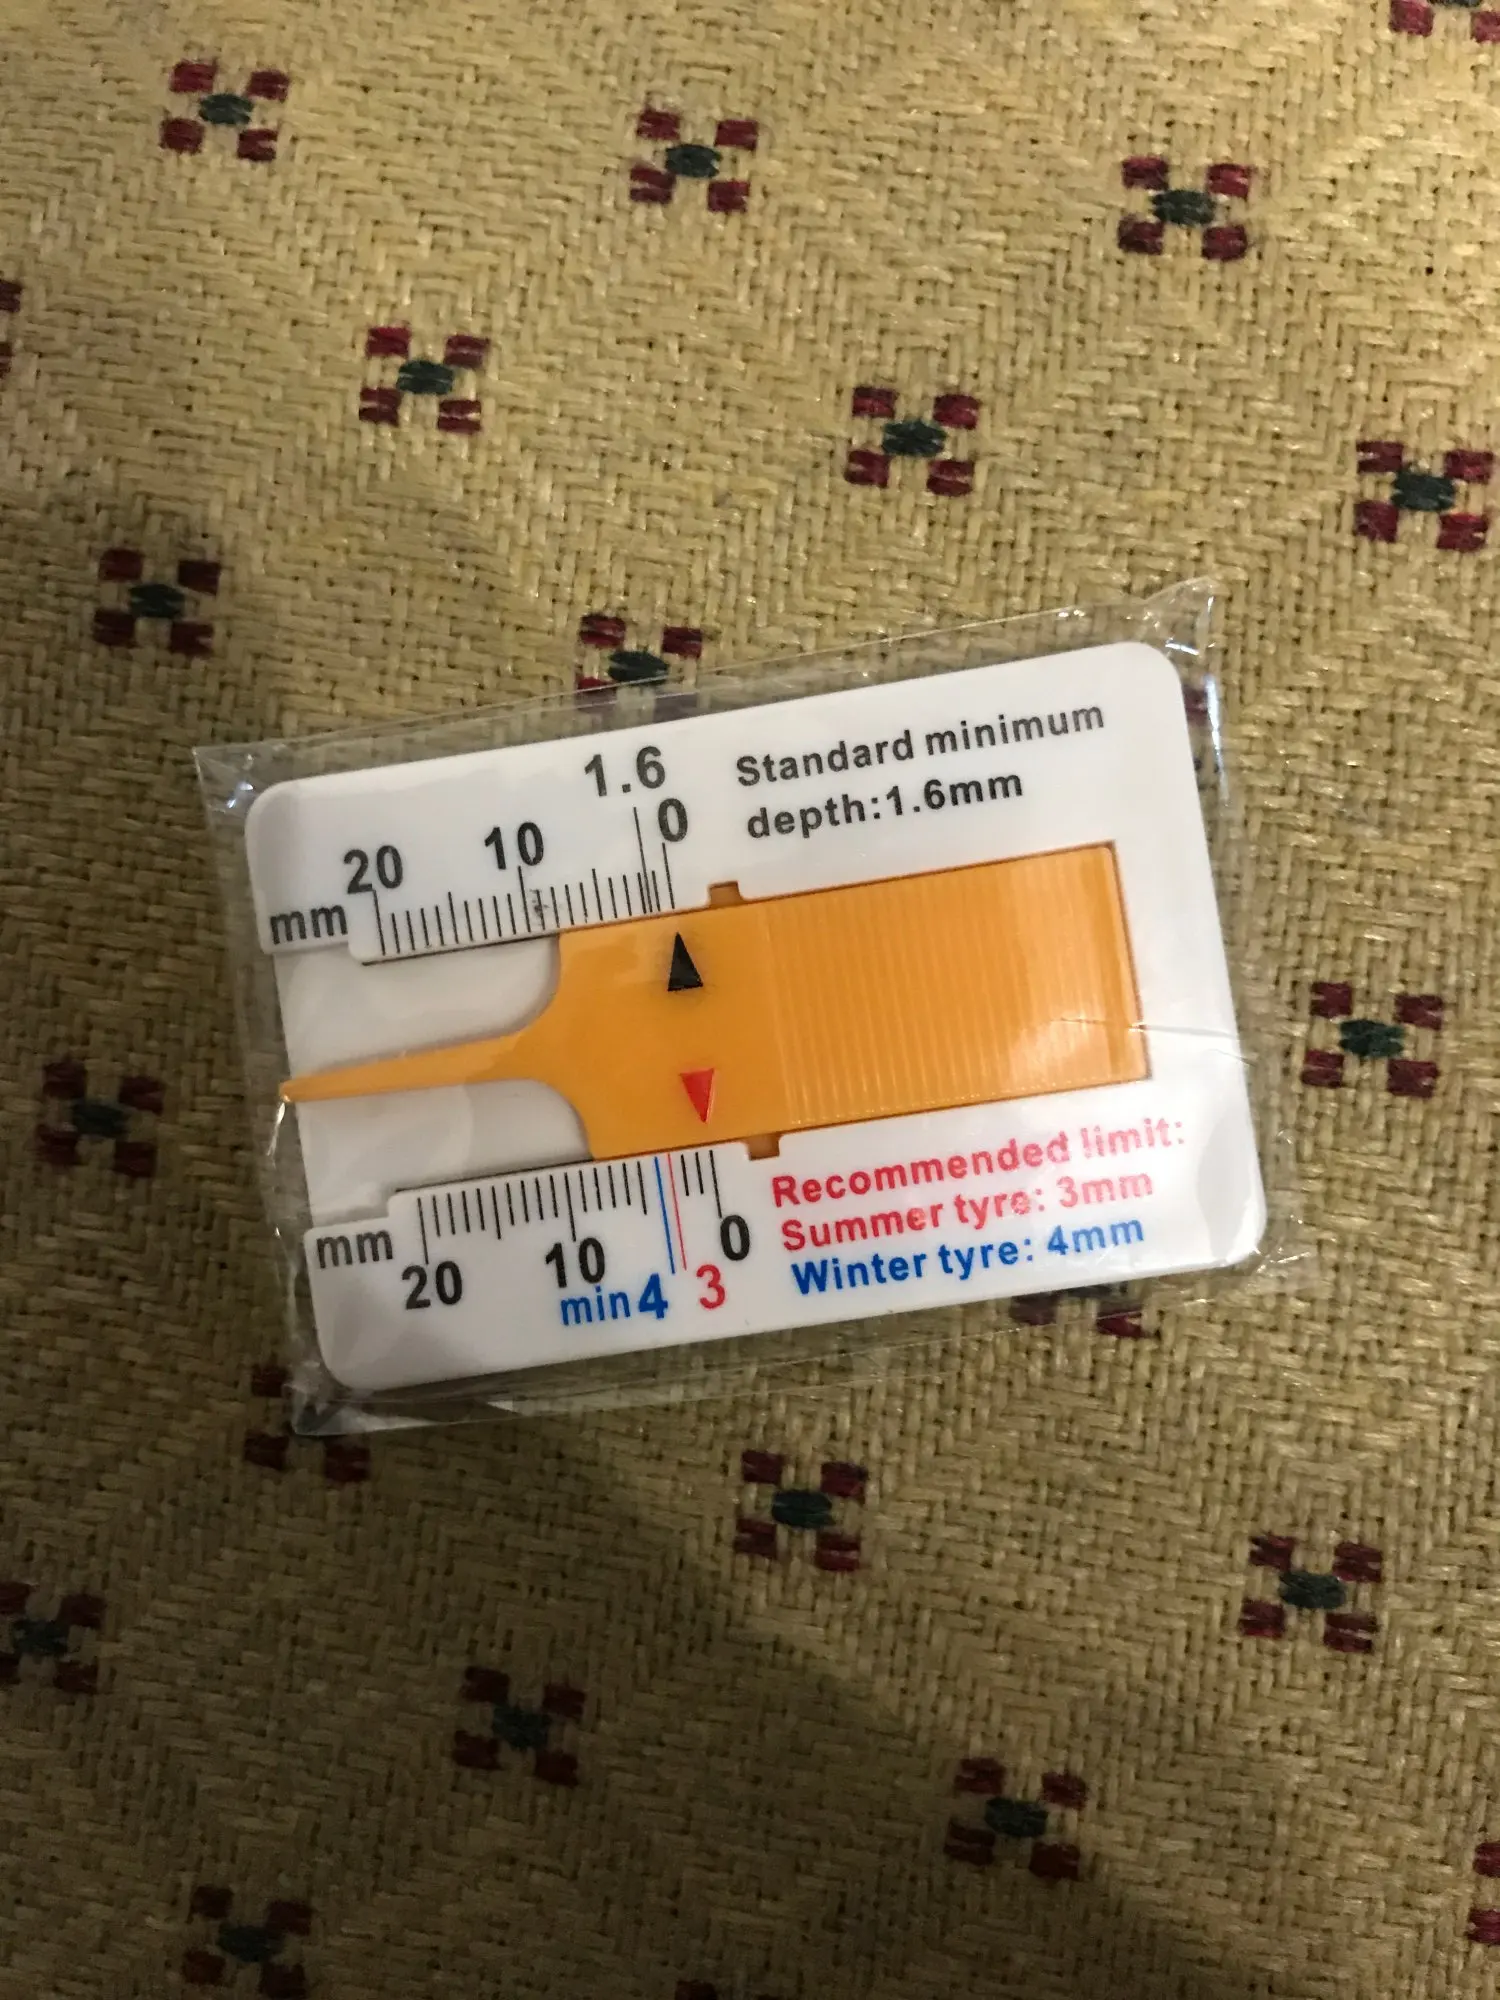 1.6
20 10 0
mm
Standard minimum
depth:1.6mm
mm
20 10 0
min 4 3
Recommended limit:
Summer tyre: 3mm
Winter tyre: 4mm